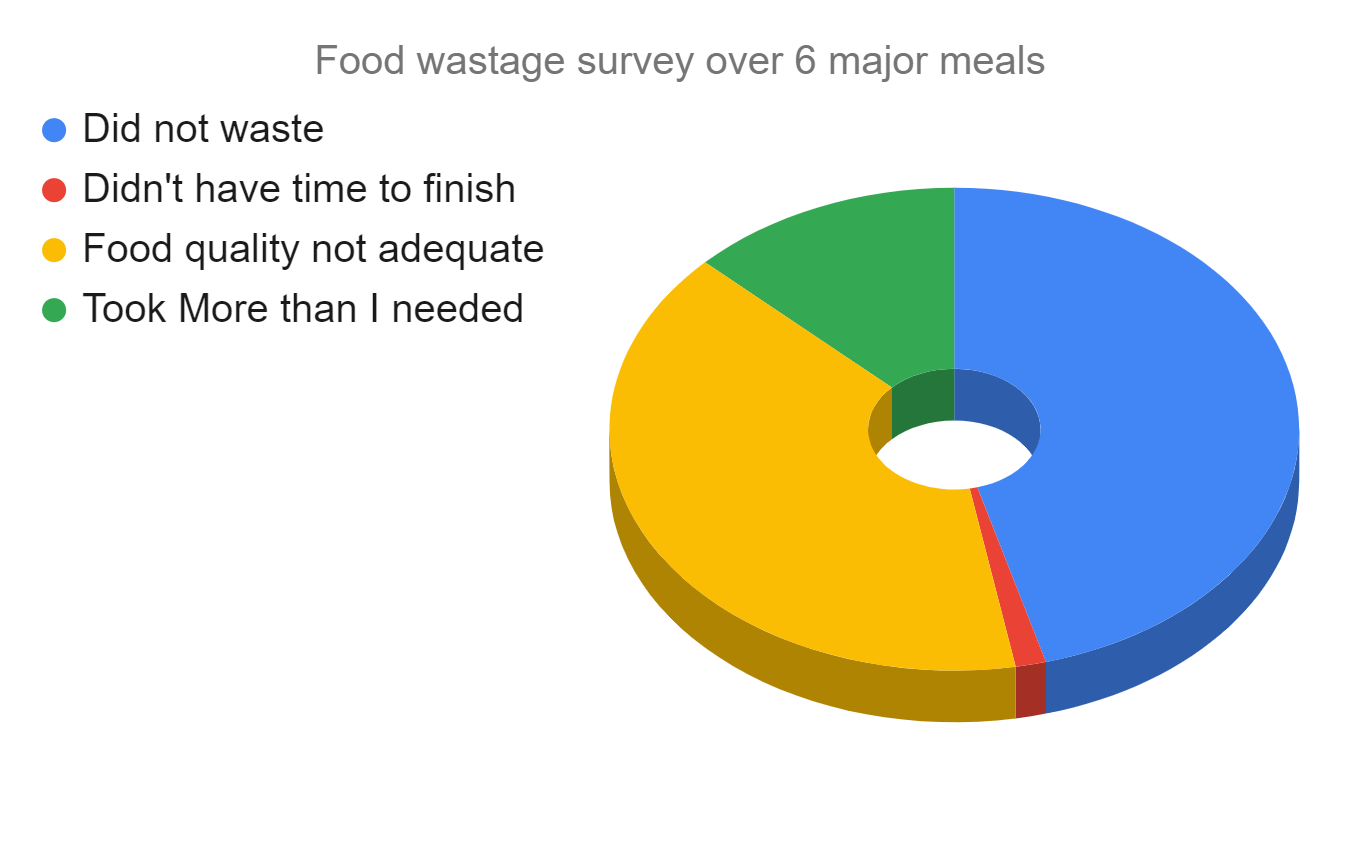 Food wastage survey over 6 major meals
Did not waste
Didn't have time to finish
Food quality not adequate
Took More than I needed